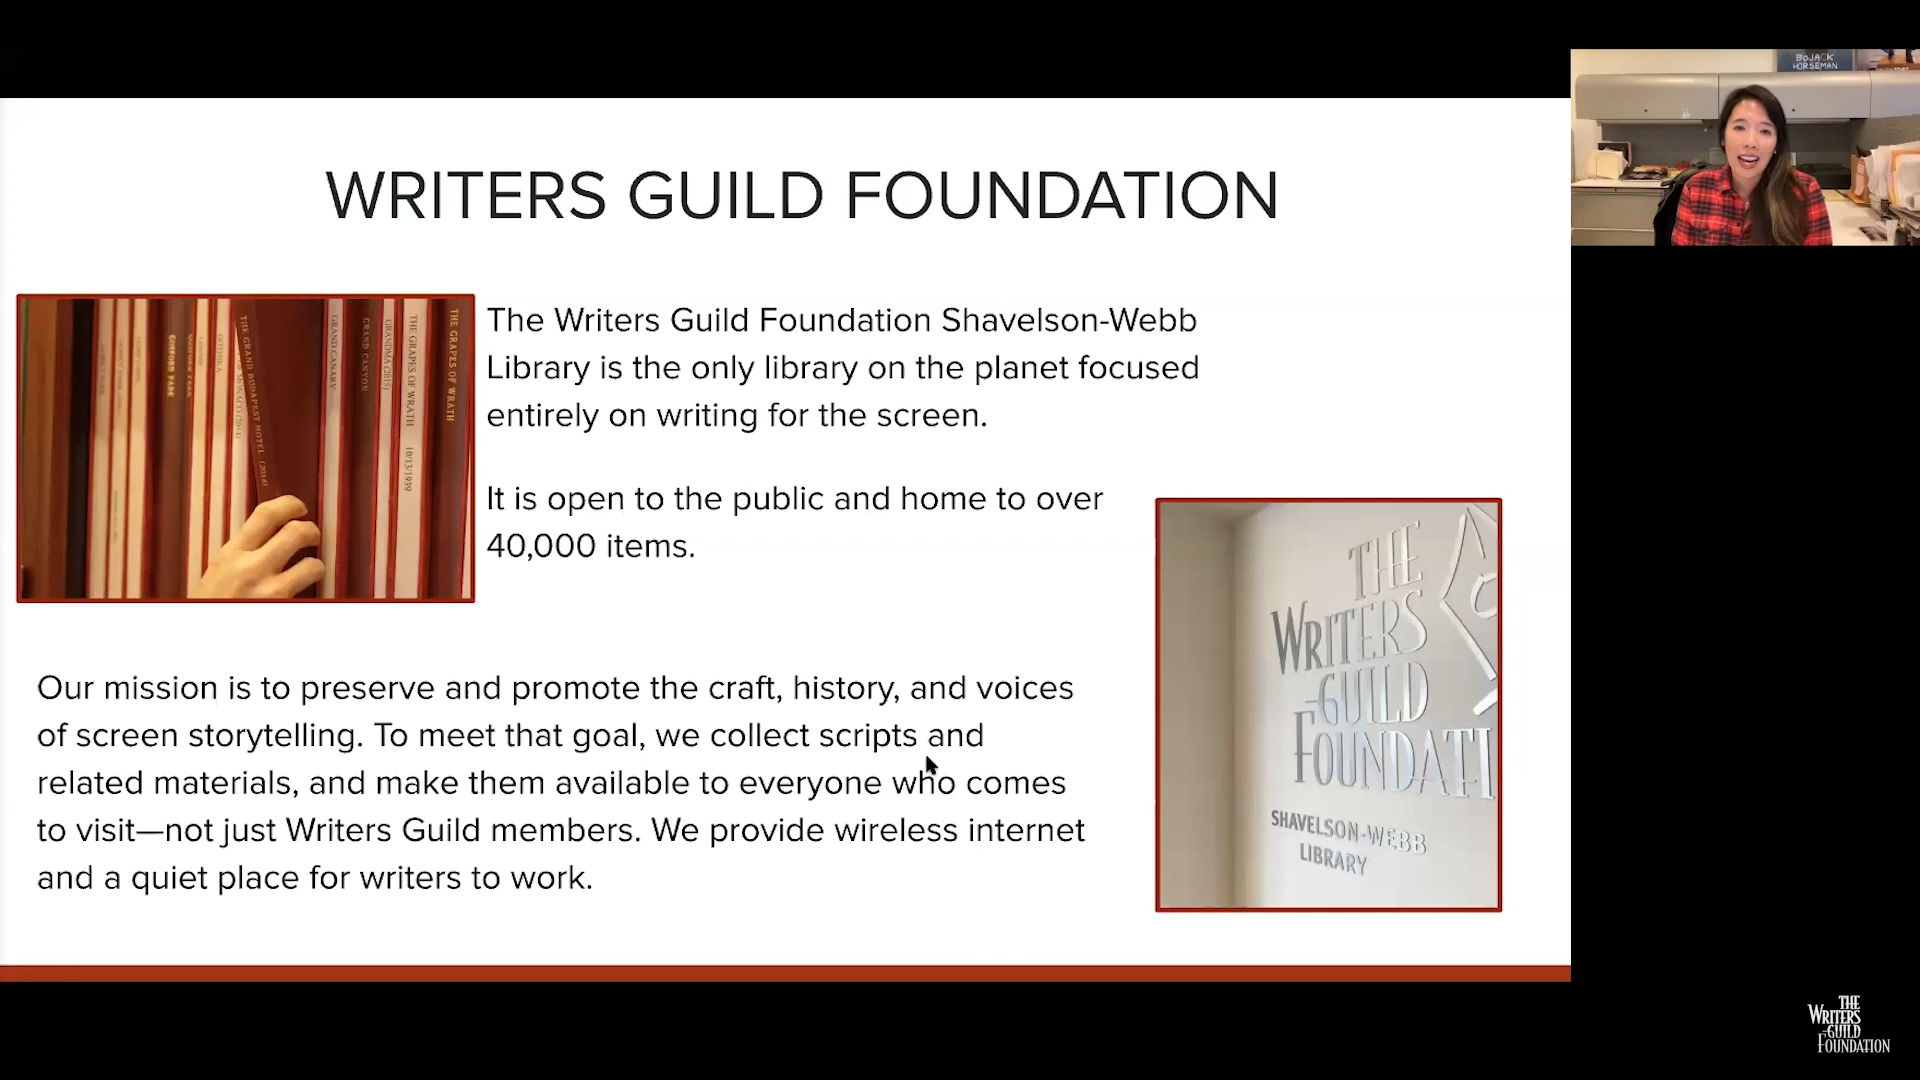 BOJACK
HORSEMAN
WRITERS GUILD FOUNDATION
The Writers Guild Foundation Shavelson-Webb
Library is the only library on the planet focused
entirely on writing for the screen.
It is open to the public and home to over
40,000 items.
GOSFORD PARK
THE GRAND BUDAPEST HOTEL (2014)
GRAND CANARY
GRAND CANYON
GRANDMA (2015)
THE GRAPES OF WRATH 10/13/1939
THE GRAPES OF WRATH
Our mission is to preserve and promote the craft, history, and voices
of screen storytelling. To meet that goal, we collect scripts and
related materials, and make them available to everyone who comes
to visit—not just Writers Guild members. We provide wireless internet
and a quiet place for writers to work.
THE
WRITERS
GUILD
FOUNDATI
SHAVELSON-WEBB
LIBRARY
THE
WRITERS
GUILD
FOUNDATION